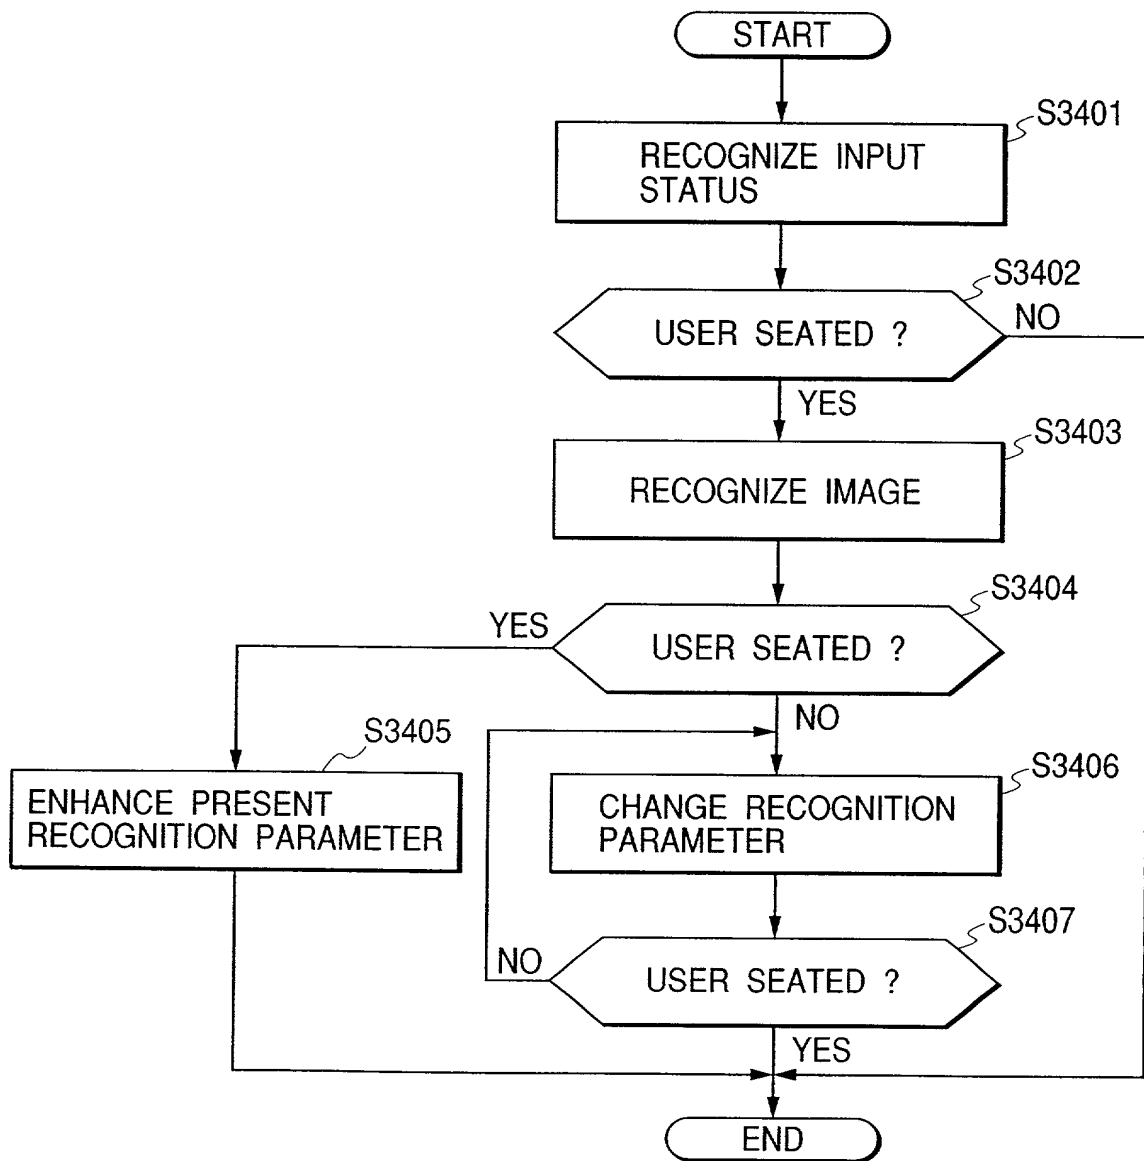 START
S3401
RECOGNIZE INPUT
STATUS
S3402
USER SEATED ?
NO
YES
S3403
RECOGNIZE IMAGE
S3404
YES
USER SEATED ?
NO
S3405
ENHANCE PRESENT
RECOGNITION PARAMETER
S3406
CHANGE RECOGNITION
PARAMETER
S3407
NO
USER SEATED ?
YES
END